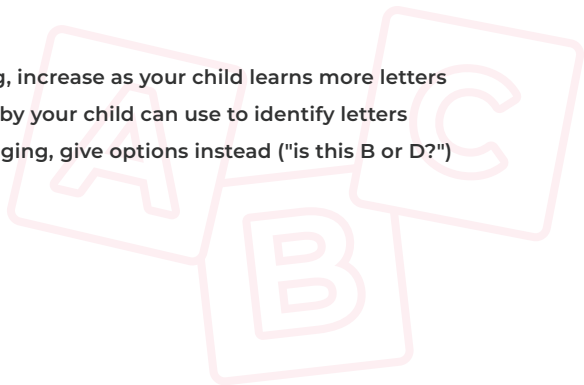 g, increase as your child learns more letters
by your child can use to identify letters
ging, give options instead ("is this B or D?")
A
C
B